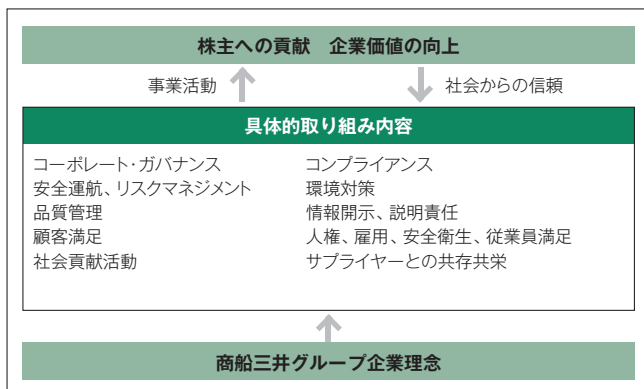 株主への貢献　企業価値の向上
事業活動
社会からの信頼
具体的取り組み内容
コーポレート・ガバナンス
安全運航、リスクマネジメント
品質管理
顧客満足
社会貢献活動
コンプライアンス
環境対策
情報開示、説明責任
人権、雇用、安全衛生、従業員満足
サプライヤーとの共存共栄
商船三井グループ企業理念